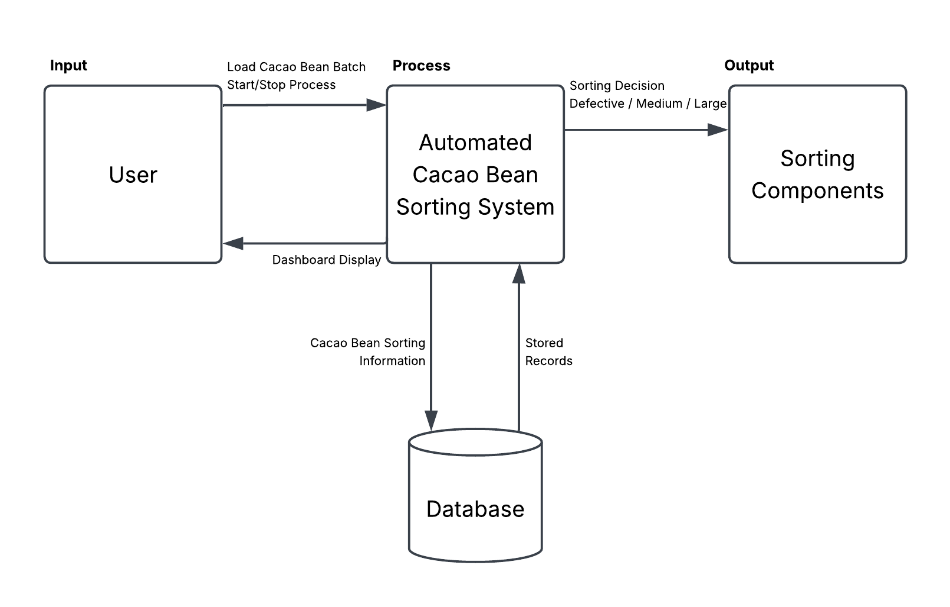 Input
Load Cacao Bean Batch
Start/Stop Process
Process
Output
Sorting Decision
Defective / Medium / Large
User
Automated
Cacao Bean
Sorting System
Sorting
Components
Dashboard Display
Cacao Bean Sorting
Information
Stored
Records
Database